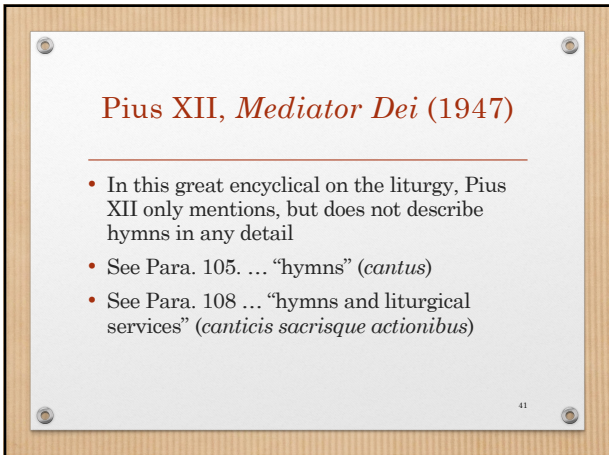 Pius XII, Mediator Dei (1947)
• In this great encyclical on the liturgy, Pius
XII only mentions, but does not describe
hymns in any detail
• See Para. 105. … “hymns” (cantus)
• See Para. 108 … “hymns and liturgical
services” (canticis sacrisque actionibus)
41